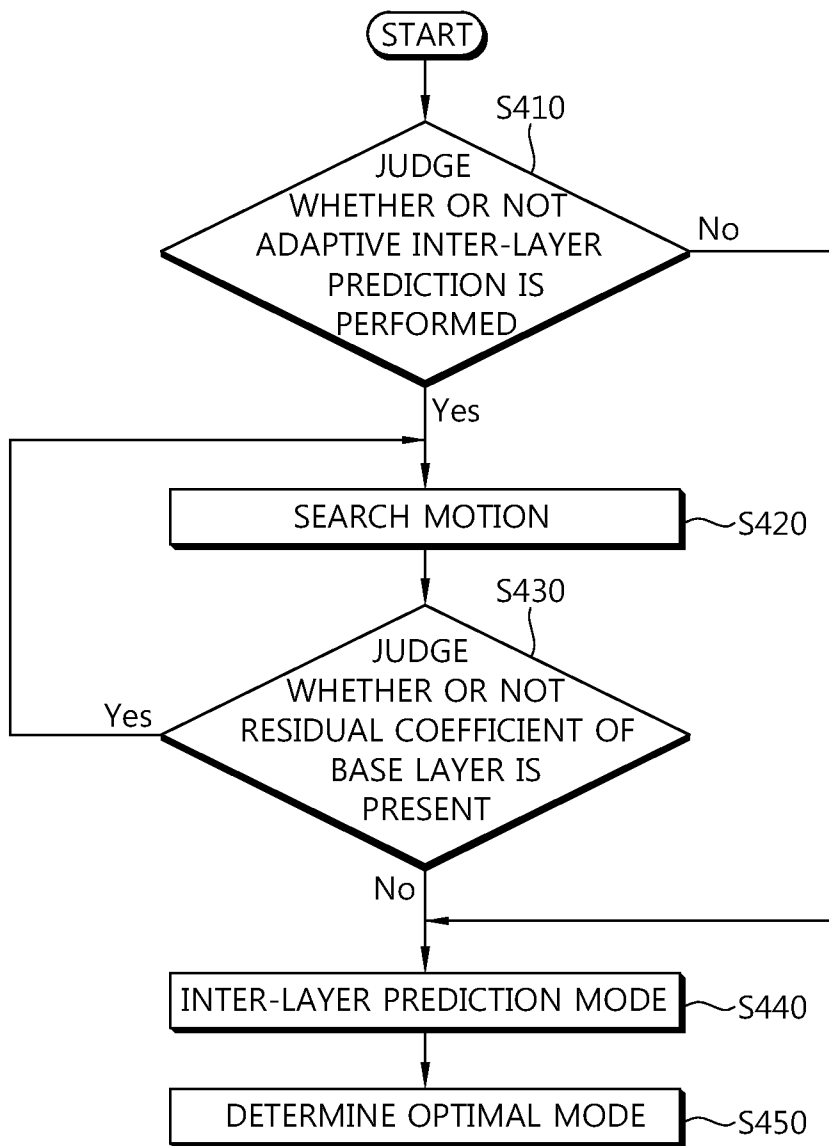 START
S410
JUDGE
WHETHER OR NOT
ADAPTIVE INTER-LAYER
PREDICTION IS
PERFORMED
No
Yes
SEARCH MOTION
S420
S430
JUDGE
WHETHER OR NOT
RESIDUAL COEFFICIENT OF
BASE LAYER IS
PRESENT
Yes
No
INTER-LAYER PREDICTION MODE
S440
DETERMINE OPTIMAL MODE
S450